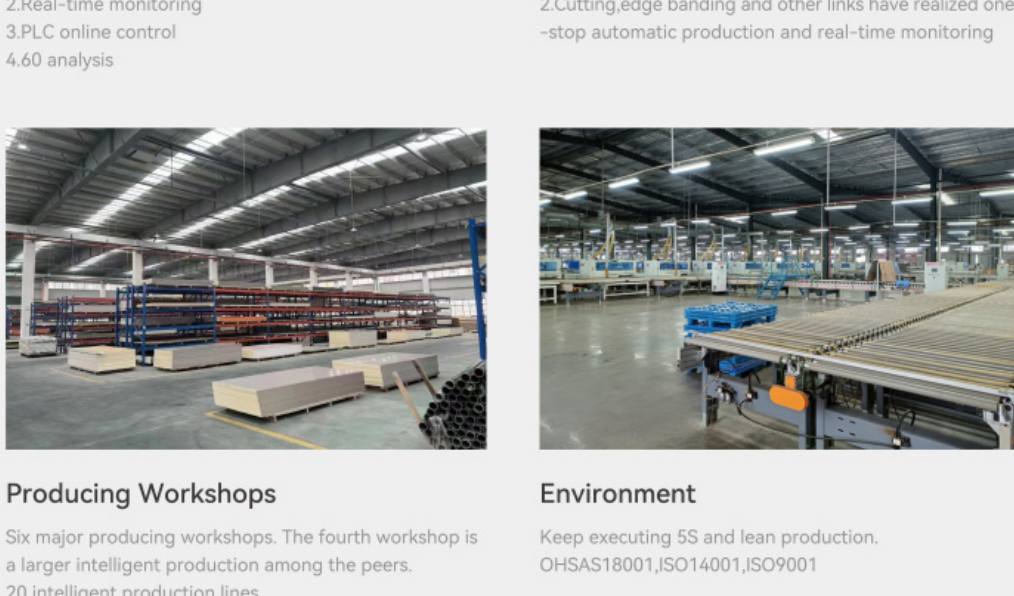 2.Real-time monitoring
3.PLC online control
4.60 analysis
2.Cutting,edge banding and other links have realized one
-stop automatic production and real-time monitoring
Producing Workshops
Six major producing workshops. The fourth workshop is
a larger intelligent production among the peers.
20 intelligent production lines
Environment
Keep executing 5S and lean production.
OHSAS18001,ISO14001,ISO9001